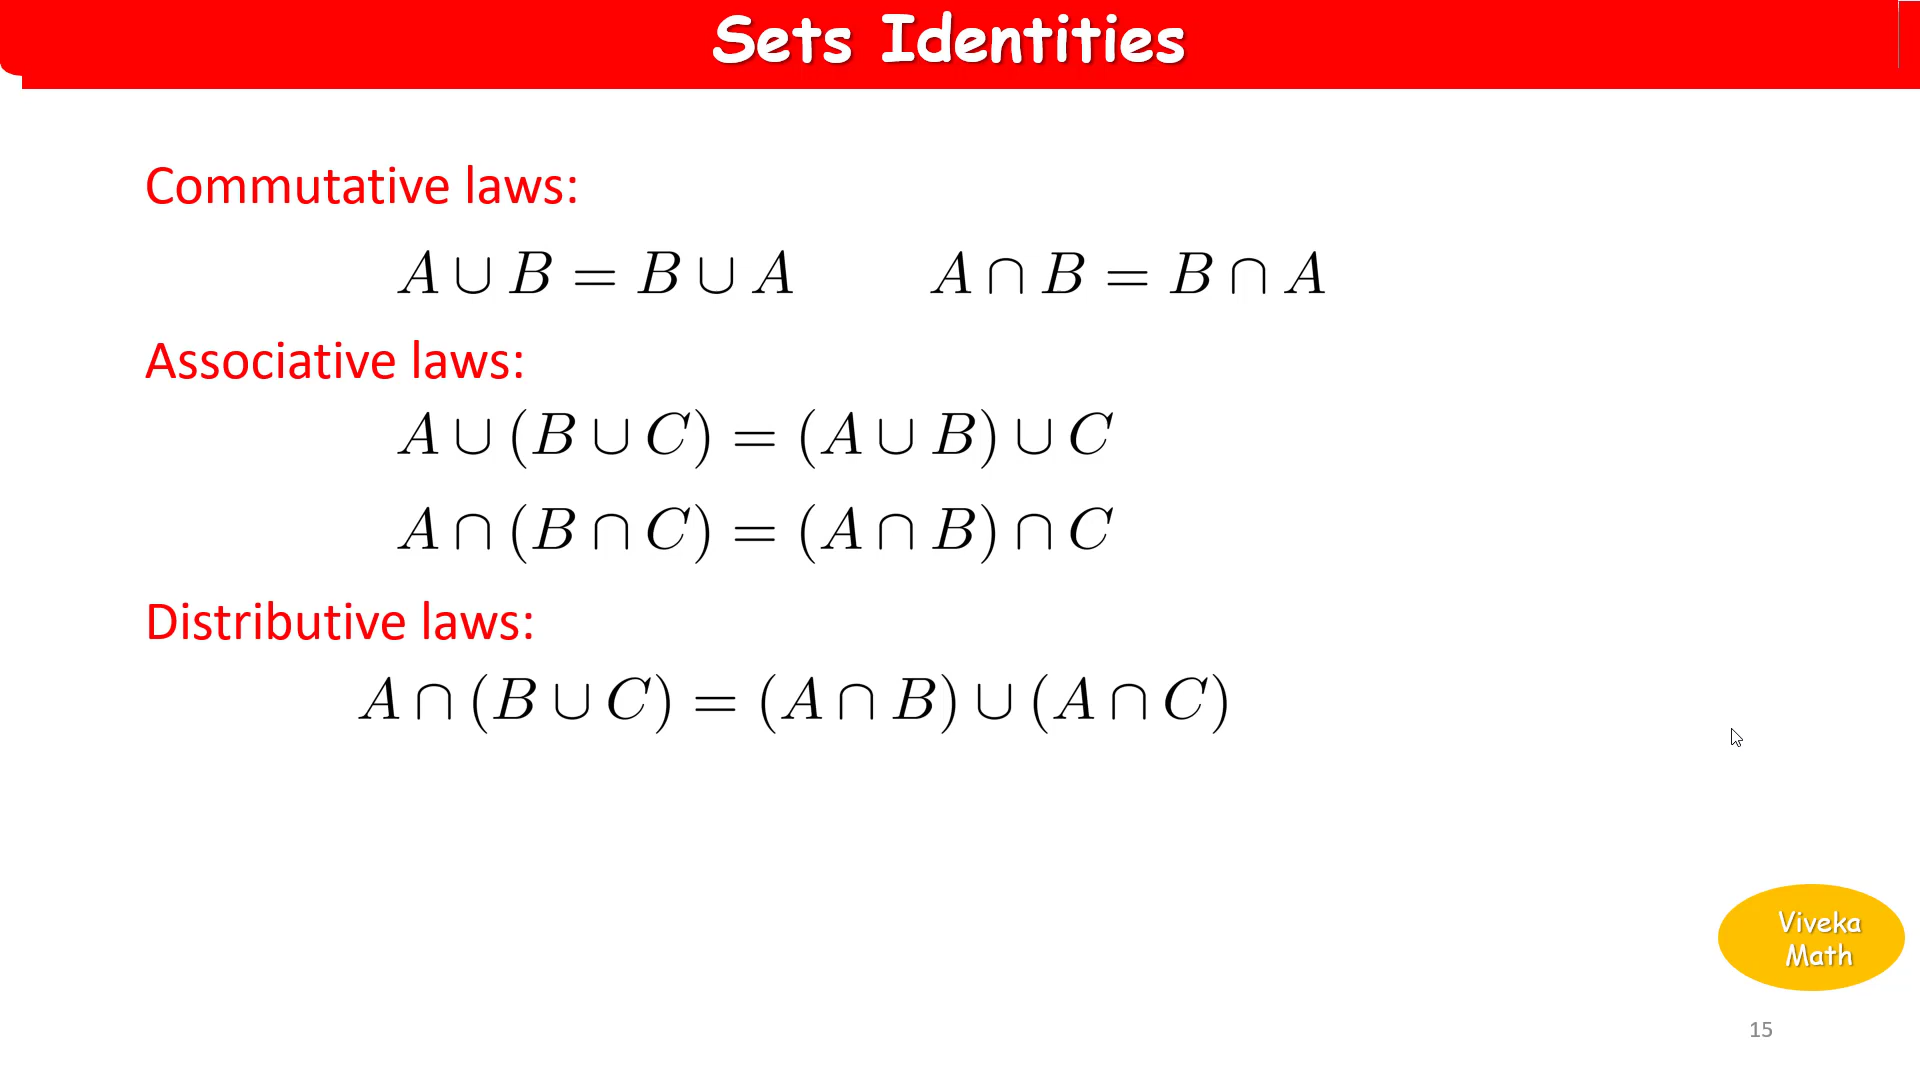 Sets Identities
Commutative laws:
A ∪ B = B ∪ A    A ∩ B = B ∩ A
Associative laws:
A ∪ (B ∪ C) = (A ∪ B) ∪ C
A ∩ (B ∩ C) = (A ∩ B) ∩ C
Distributive laws:
A ∩ (B ∪ C) = (A ∩ B) ∪ (A ∩ C)
Viveka
Math
15